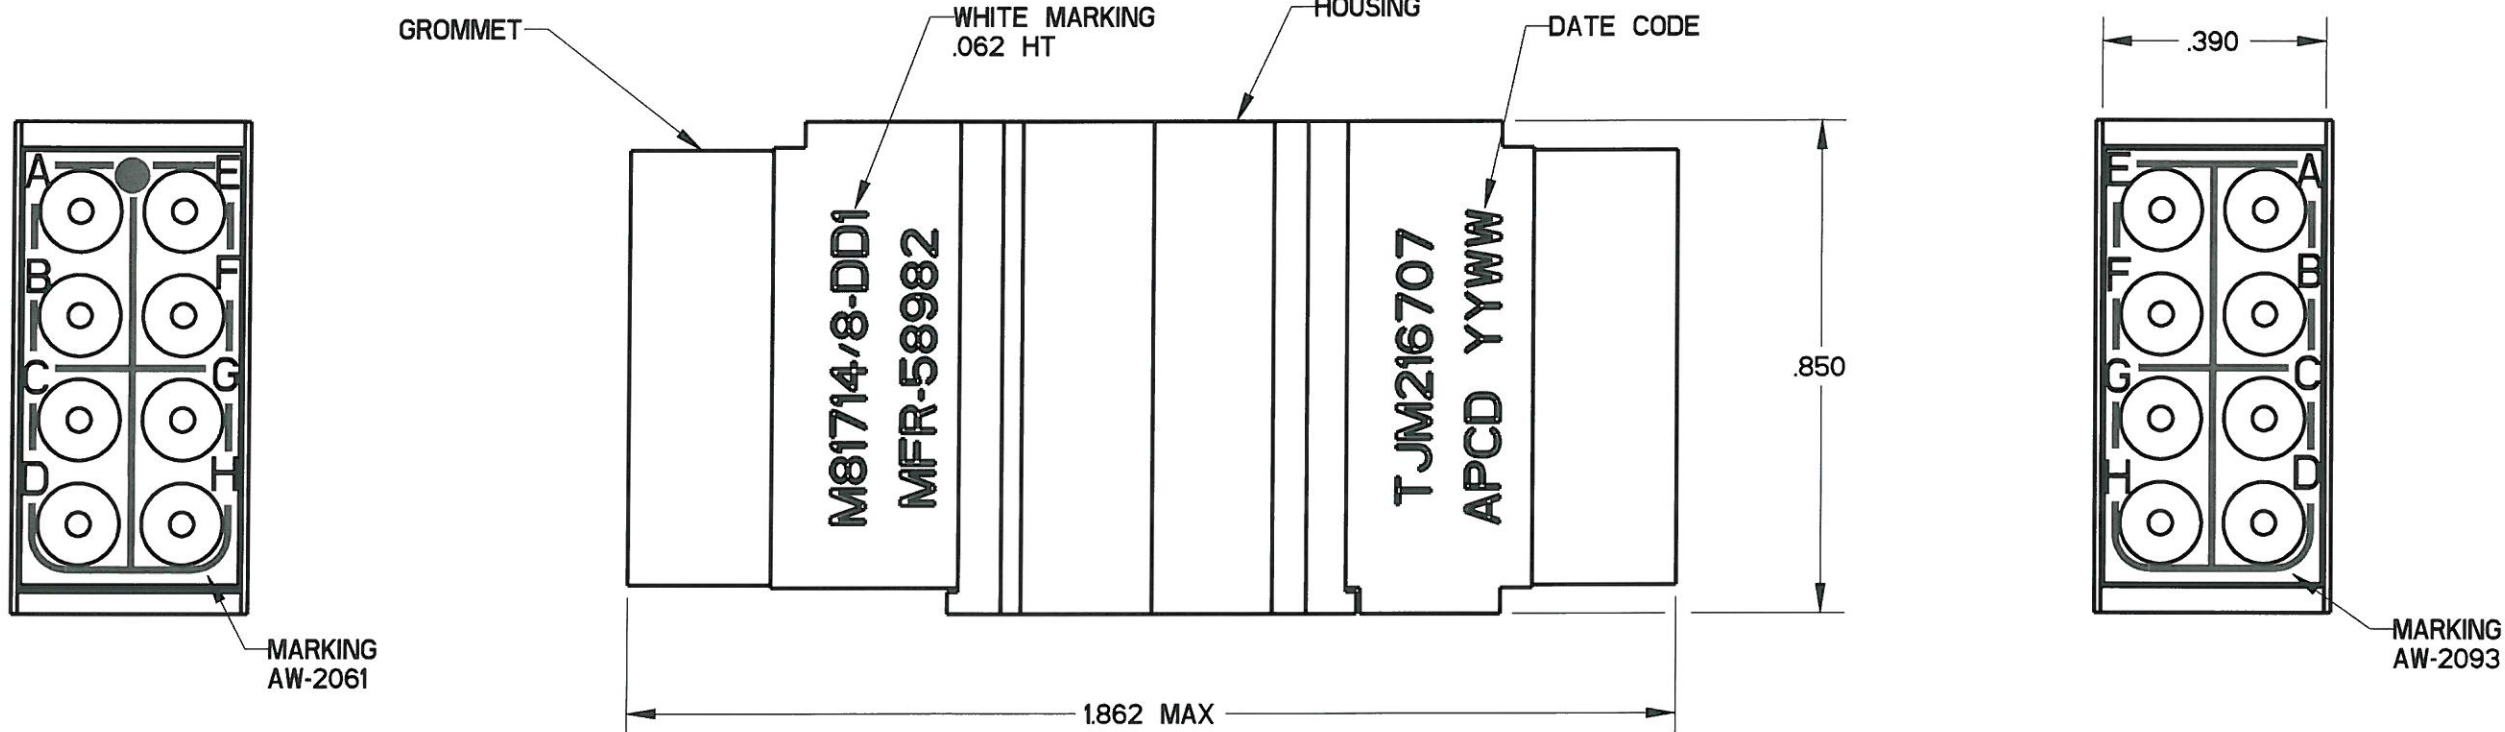 GROMMET
WHITE MARKING
.062 HT
HOUSING
DATE CODE
.390
A E
B F
C G
D H
MARKING
AW-2061
M81714/8-DD1
MFR-58982
TJM216707
APCD YYWW
.850
1.862 MAX
E A
F B
G C
H D
MARKING
AW-2093